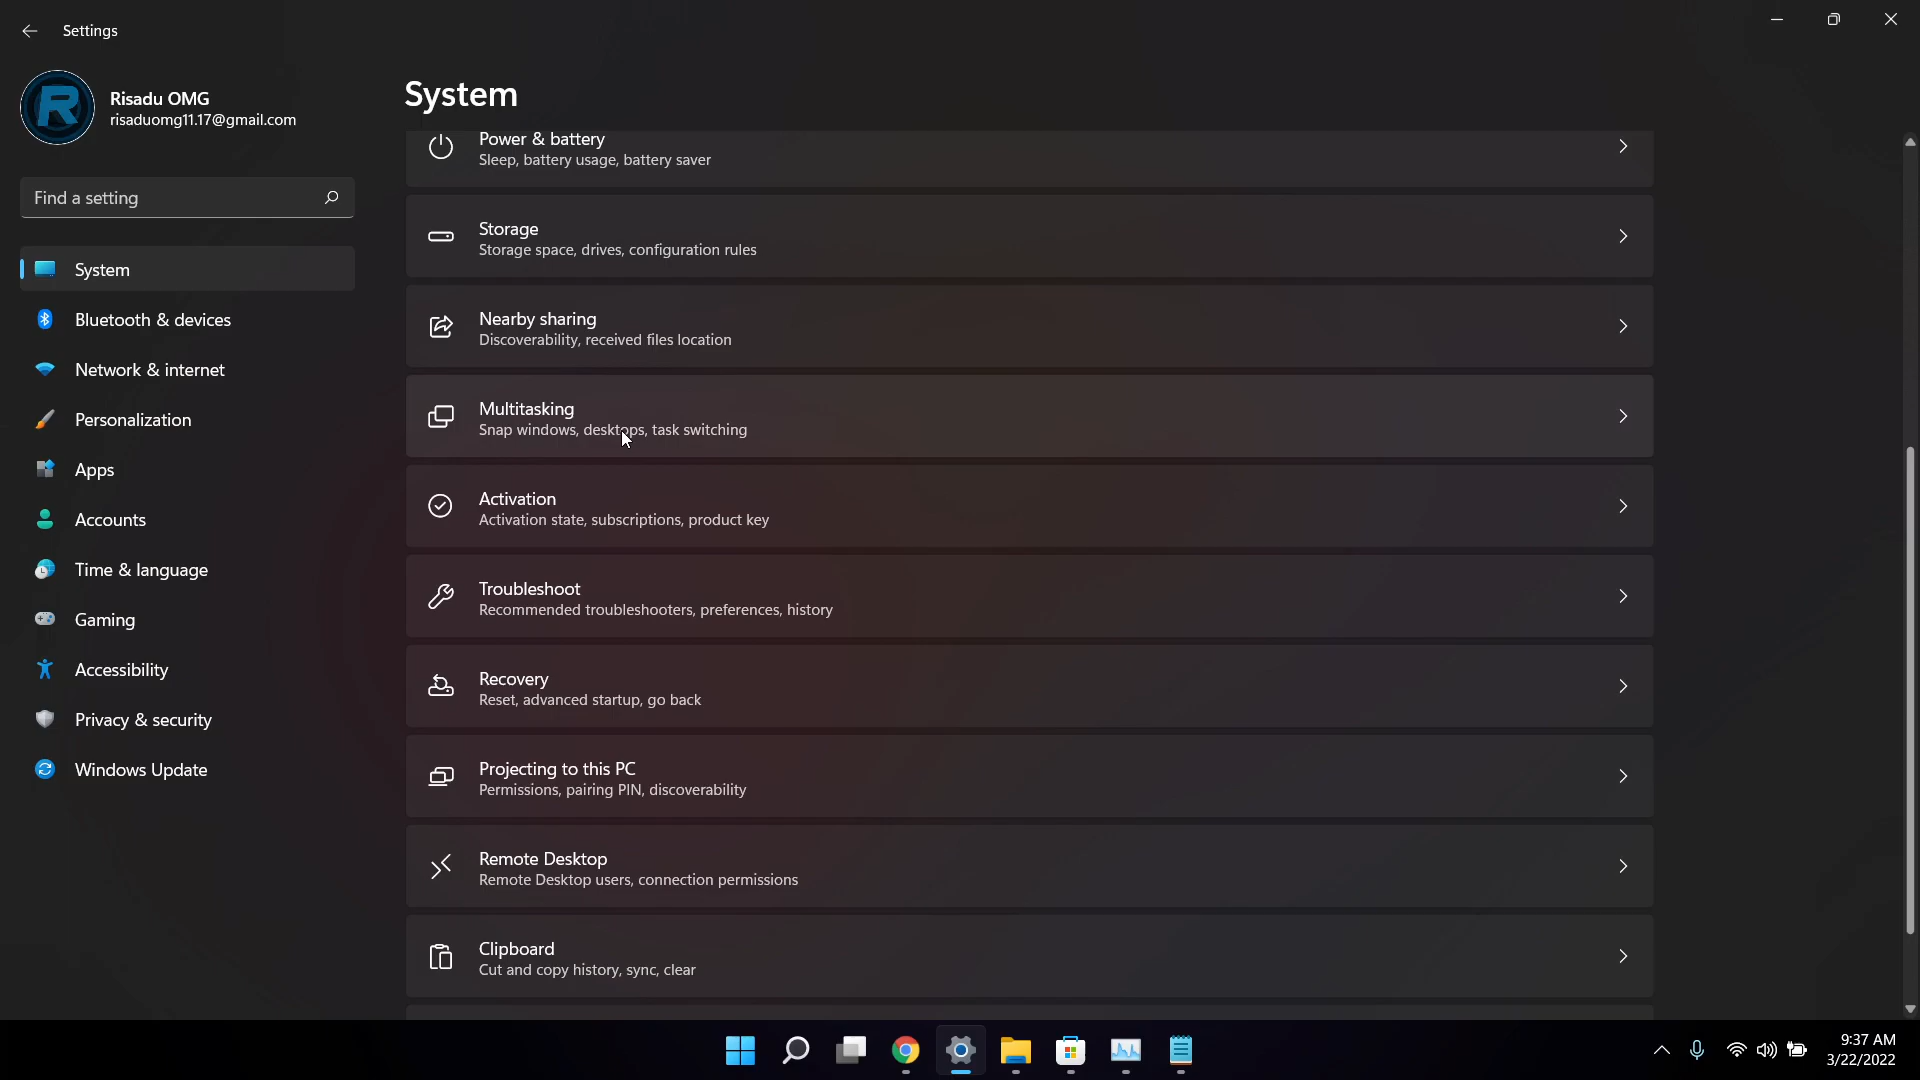 Settings
Risadu OMG
risaduomg11.17@gmail.com
Find a setting
System
Bluetooth & devices
Network & internet
Personalization
Apps
Accounts
Time & language
Gaming
Accessibility
Privacy & security
Windows Update
System
Power & battery
Sleep, battery usage, battery saver
Storage
Storage space, drives, configuration rules
Nearby sharing
Discoverability, received files location
Multitasking
Snap windows, desktops, task switching
Activation
Activation state, subscriptions, product key
Troubleshoot
Recommended troubleshooters, preferences, history
Recovery
Reset, advanced startup, go back
Projecting to this PC
Permissions, pairing PIN, discoverability
Remote Desktop
Remote Desktop users, connection permissions
Clipboard
Cut and copy history, sync, clear
9:37 AM
3/22/2022